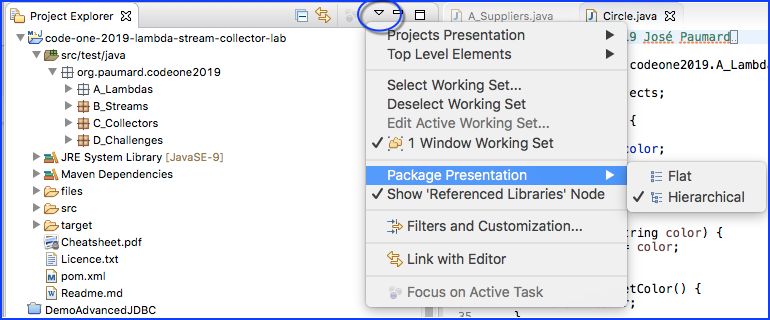 Project Explorer
A_Suppliers.java
Circle.java
code-one-2019-lambda-stream-collector-lab
src/test/java
org.paumard.codeone2019
A_Lambdas
B_Streams
C_Collectors
D_Challenges
JRE System Library [JavaSE-9]
Maven Dependencies
files
src
target
Cheatsheet.pdf
Licence.txt
pom.xml
Readme.md
DemoAdvancedJDBC
Projects Presentation
Top Level Elements
Select Working Set...
Deselect Working Set
Edit Active Working Set...
1 Window Working Set
Package Presentation
Show 'Referenced Libraries' Node
Filters and Customization...
Link with Editor
Focus on Active Task
Flat
Hierarchical
19 José Paumard
codeone2019.A_Lambd
ects;
{
lor;
tring color) {
= color;
etColor() {
r;
35
}